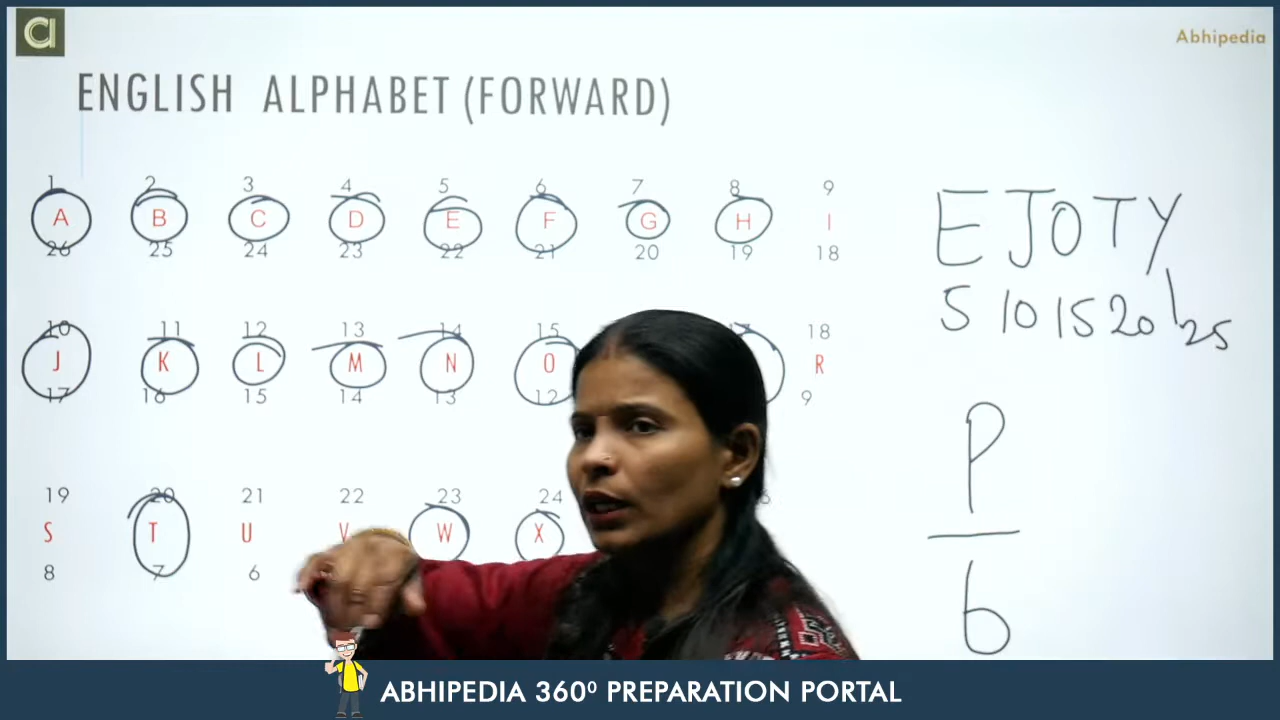 Abhipedia
ENGLISH ALPHABET (FORWARD)
1 2 3 4 5 6 7 8 9
A B C D E F G H I
26 25 24 23 22 21 20 19 18
EJOTY
5 10 15 20 25
10 11 12 13 14 15 18
J K L M N O R
17 16 15 14 13 12 9
P
6
19 20 21 22 23 24
S T U V W X
8 7 6
ABHIPEDIA 360⁰ PREPARATION PORTAL